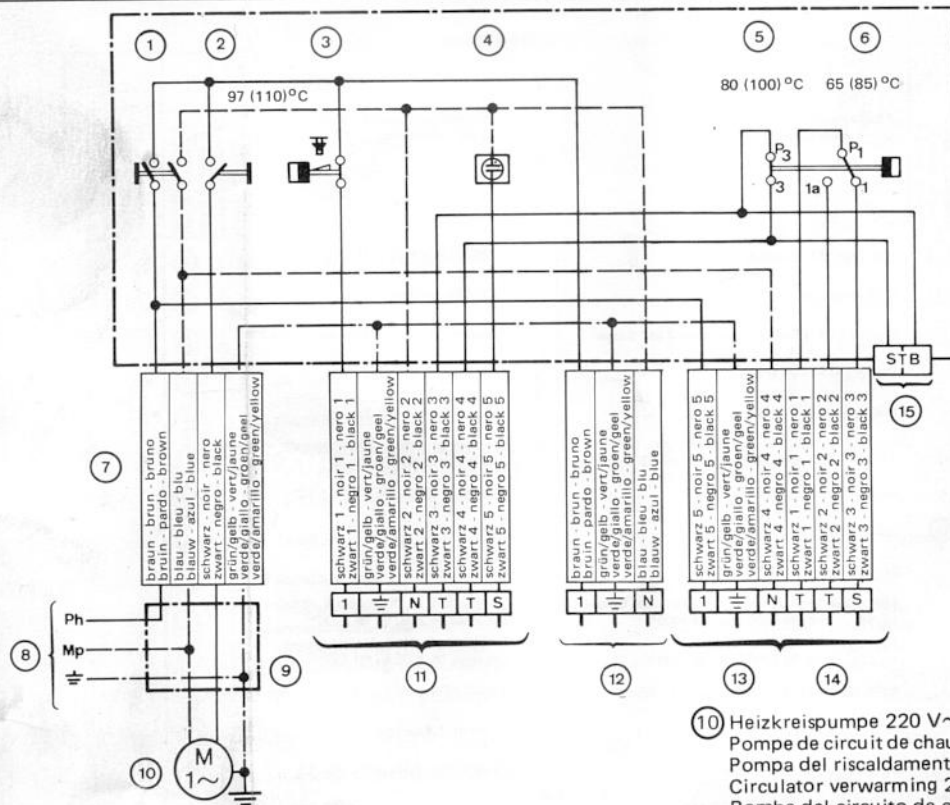 1 2 3 4 5 6
97 (110)°C
80 (100)°C 65 (85)°C
P3 P1
3 1a 1
STB
15
7
braun - brun - bruno
bruin - pardo - brown
blau - bleu - blu
blauw - azul - blue
schwarz - noir - nero
zwart - negro - black
grün/gelb - vert/jaune
verde/giallo - groen/geel
verde/amarillo - green/yellow
schwarz 1 - noir 1 - nero 1
zwart 1 - negro 1 - black 1
grün/gelb - vert/jaune
verde/giallo - groen/geel
verde/amarillo - green/yellow
schwarz 2 - noir 2 - nero 2
zwart 2 - negro 2 - black 2
schwarz 3 - noir 3 - nero 3
zwart 3 - negro 3 - black 3
schwarz 4 - noir 4 - nero 4
zwart 4 - negro 4 - black 4
schwarz 5 - noir 5 - nero 5
zwart 5 - negro 5 - black 5
braun - brun - bruno
bruin - pardo - brown
grün/gelb - vert/jaune
verde/giallo - groen/geel
verde/amarillo - green/yellow
blau - bleu - blu
blauw - azul - blue
schwarz 5 - noir 5 - nero 5
zwart 5 - negro 5 - black 5
grün/gelb - vert/jaune
verde/giallo - groen/geel
verde/amarillo - green/yellow
schwarz 4 - noir 4 - nero 4
zwart 4 - negro 4 - black 4
schwarz 1 - noir 1 - nero 1
zwart 1 - negro 1 - black 1
schwarz 2 - noir 2 - nero 2
zwart 2 - negro 2 - black 2
schwarz 3 - noir 3 - nero 3
zwart 3 - negro 3 - black 3
1 N T T S
1 N
1 N T T S
8
Ph
Mp
9
11
12
13
14
10
M
1~
10 Heizkreispumpe 220 V~
Pompe de circuit de chau
Pompa del riscaldament
Circulator verwarming 2